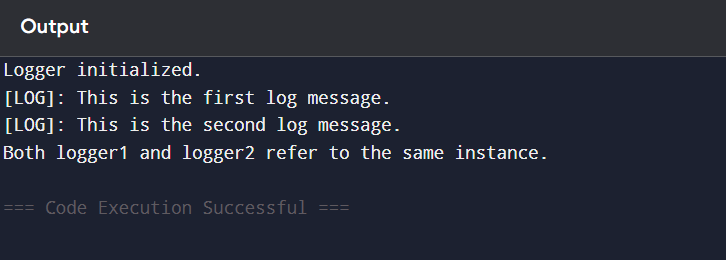 Output
Logger initialized.
[LOG]: This is the first log message.
[LOG]: This is the second log message.
Both logger1 and logger2 refer to the same instance.
=== Code Execution Successful ===